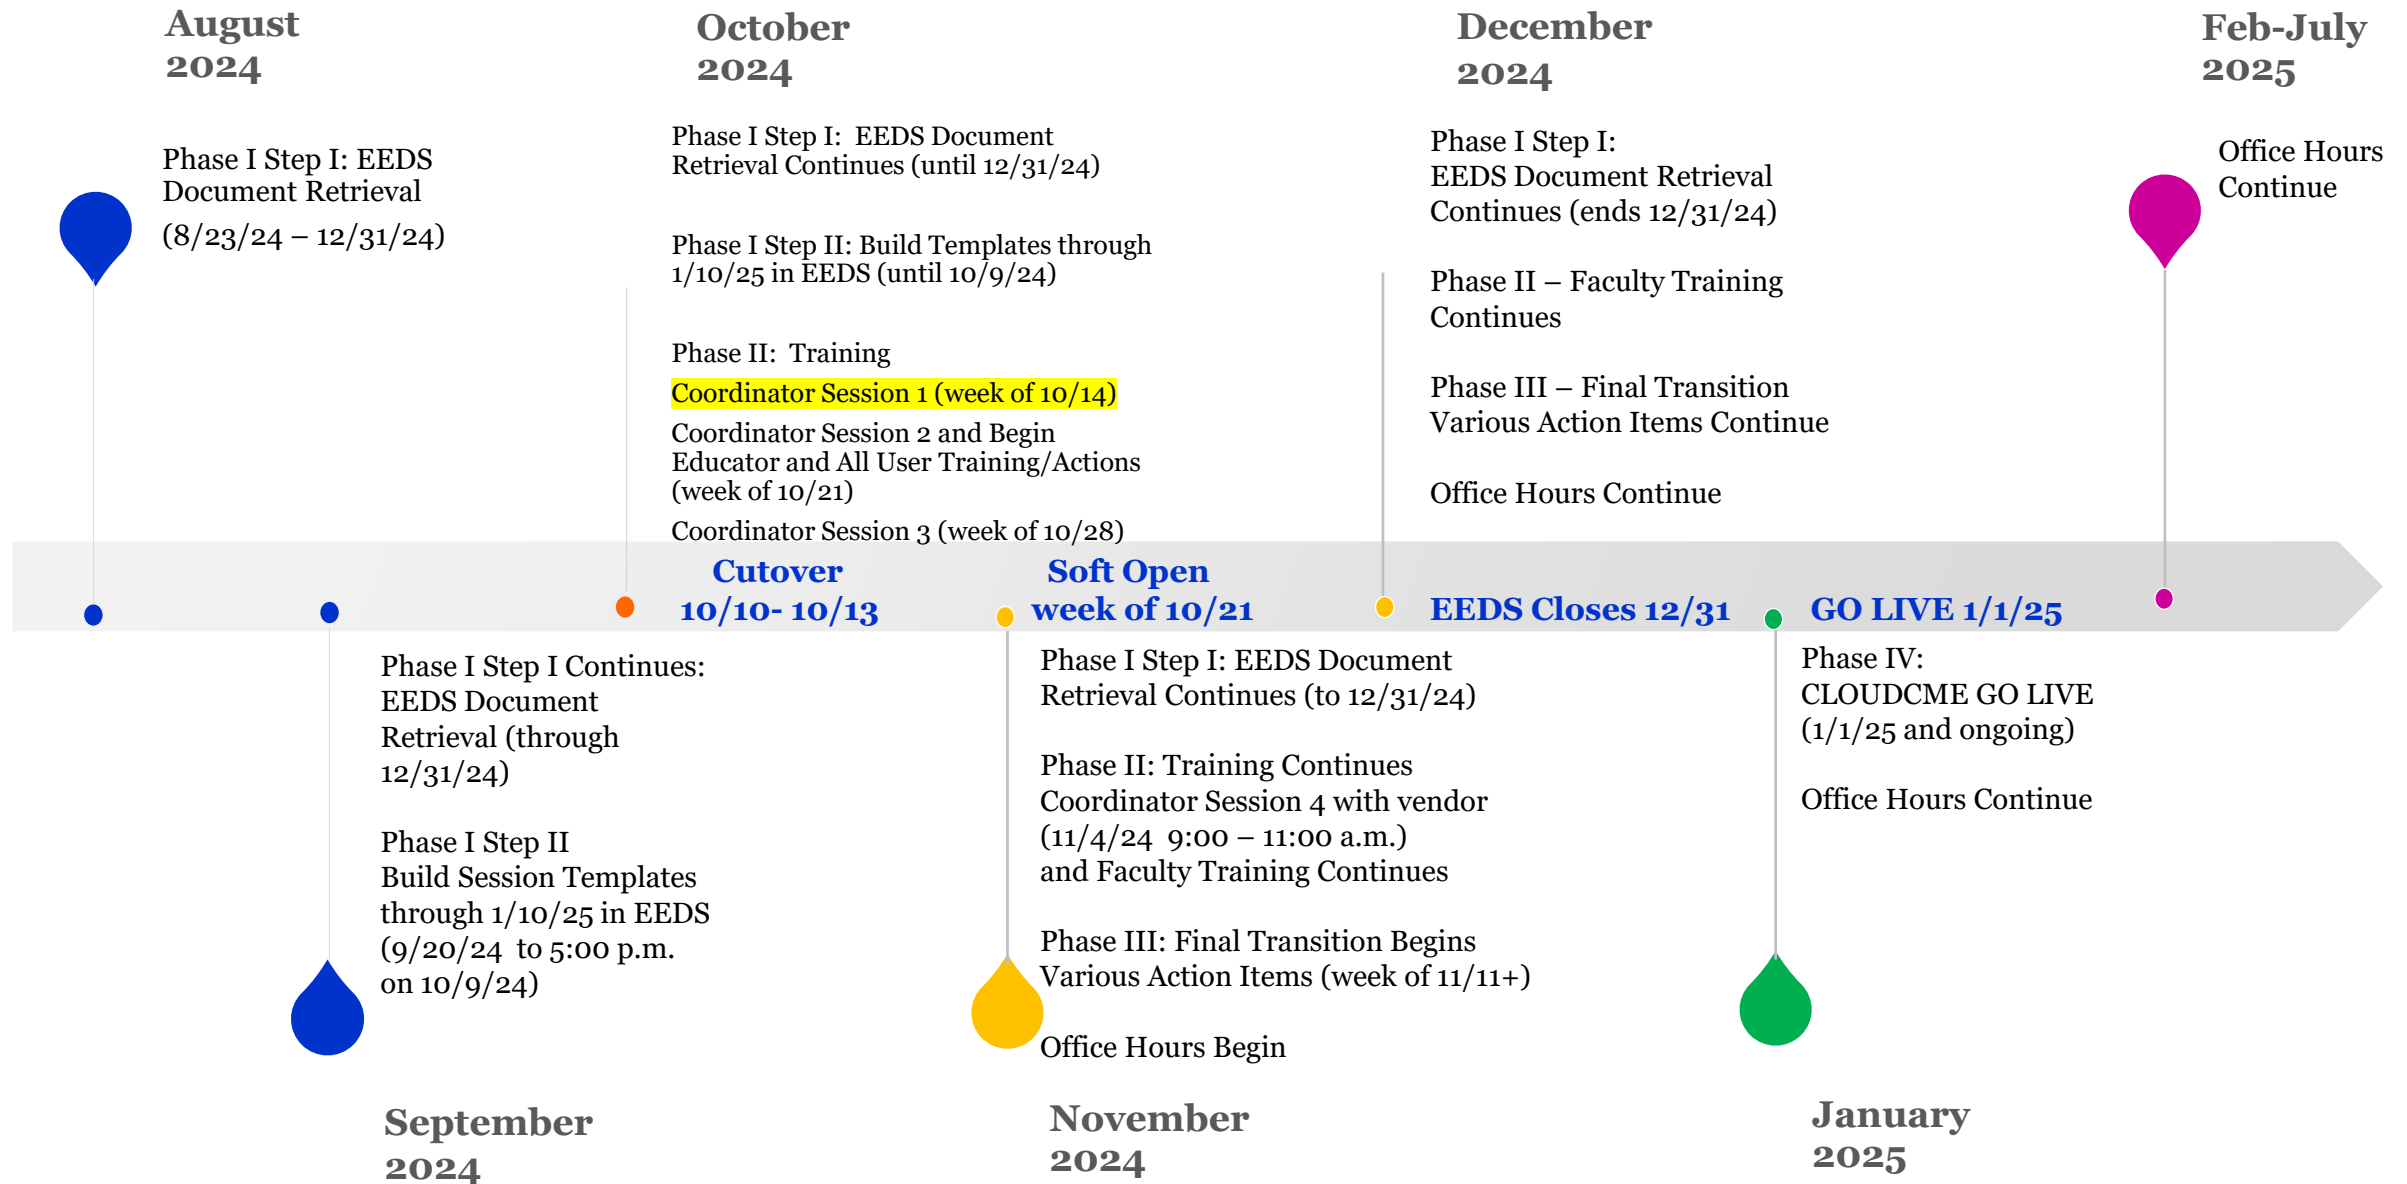 August
2024
Phase I Step I: EEDS
Document Retrieval
(8/23/24 – 12/31/24)
October
2024
Phase I Step I:  EEDS Document
Retrieval Continues (until 12/31/24)
Phase I Step II: Build Templates through
1/10/25 in EEDS (until 10/9/24)
Phase II:  Training
Coordinator Session 1 (week of 10/14)
Coordinator Session 2 and Begin
Educator and All User Training/Actions
(week of 10/21)
Coordinator Session 3 (week of 10/28)
December
2024
Phase I Step I:
EEDS Document Retrieval
Continues (ends 12/31/24)
Phase II – Faculty Training
Continues
Phase III – Final Transition
Various Action Items Continue
Office Hours Continue
Feb-July
2025
Office Hours
Continue
Cutover
10/10- 10/13
Soft Open
week of 10/21
EEDS Closes 12/31
GO LIVE 1/1/25
Phase I Step I Continues:
EEDS Document
Retrieval (through
12/31/24)
Phase I Step II
Build Session Templates
through 1/10/25 in EEDS
(9/20/24  to 5:00 p.m.
on 10/9/24)
September
2024
Phase I Step I: EEDS Document
Retrieval Continues (to 12/31/24)
Phase II: Training Continues
Coordinator Session 4 with vendor
(11/4/24  9:00 – 11:00 a.m.)
and Faculty Training Continues
Phase III: Final Transition Begins
Various Action Items (week of 11/11+)
Office Hours Begin
November
2024
Phase IV:
CLOUDCME GO LIVE
(1/1/25 and ongoing)
Office Hours Continue
January
2025